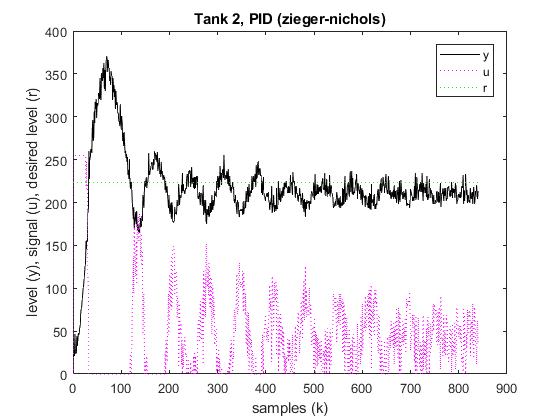 Tank 2, PID (zieger-nichols)
400
350
300
250
200
150
100
50
0
level (y), signal (u), desired level (r)
y
u
r
0 100 200 300 400 500 600 700 800 900
samples (k)